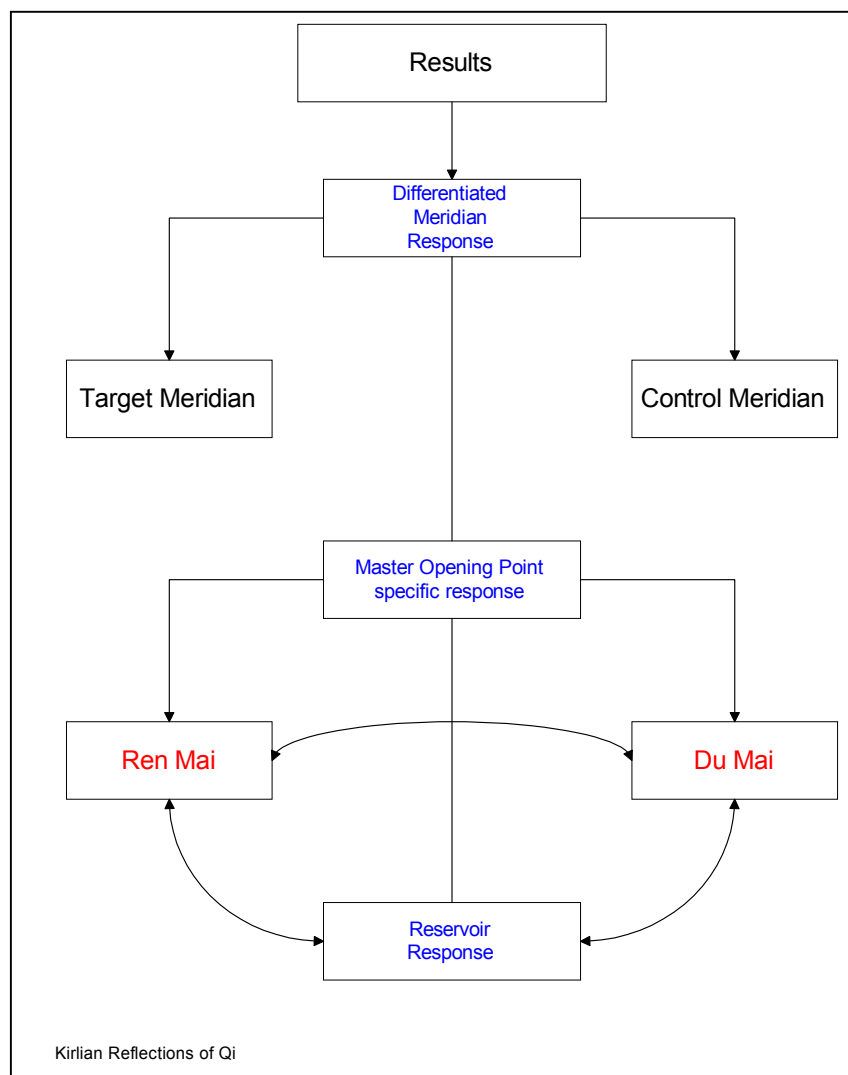 Results
Differentiated
Meridian
Response
Target Meridian
Control Meridian
Master Opening Point
specific response
Ren Mai
Du Mai
Reservoir
Response
Kirlian Reflections of Qi